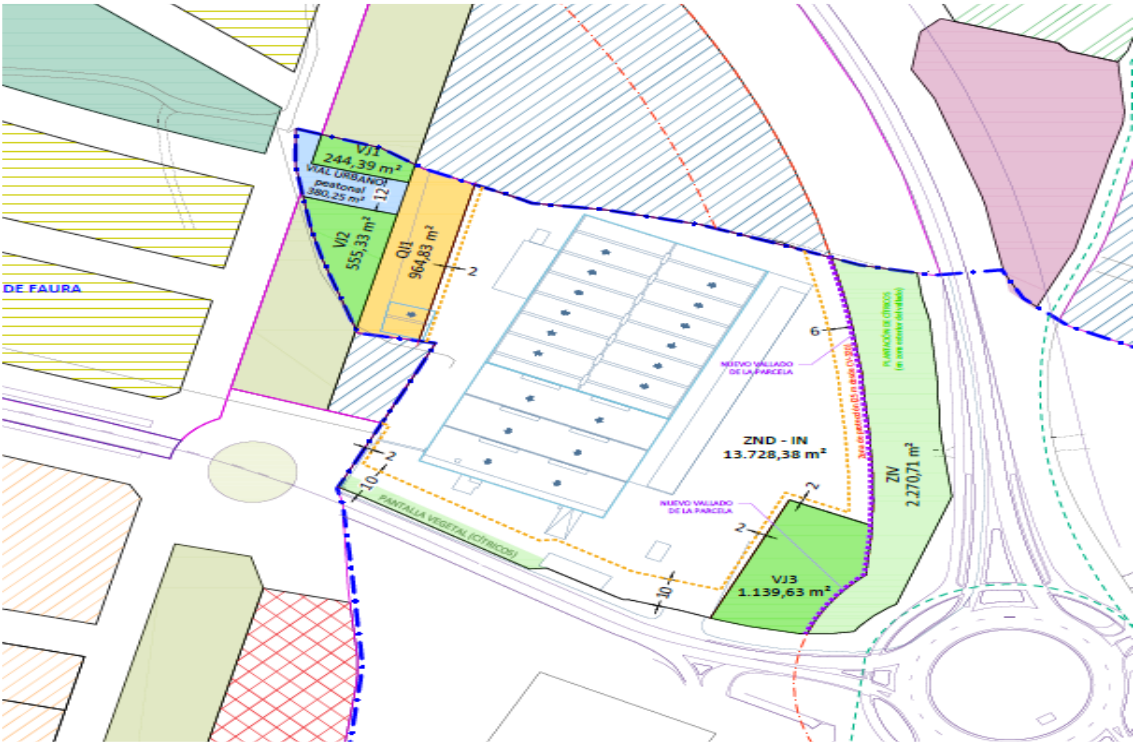 VJ1
244,39 m²
VIAL URBANO
peatonal
380,25 m²
12
VJ2
555,33 m²
QI1
964,83 m²
2
DE FAURA
6
NUEVO VALLADO
DE LA PARCELA
PLANTACIÓN DE CÍTRICOS
ZND - IN
13.728,38 m²
ZIV
2.270,71 m²
2
10
PANTALLA VEGETAL (CÍTRICOS)
NUEVO VALLADO
DE LA PARCELA
2
2
VJ3
1.139,63 m²
10